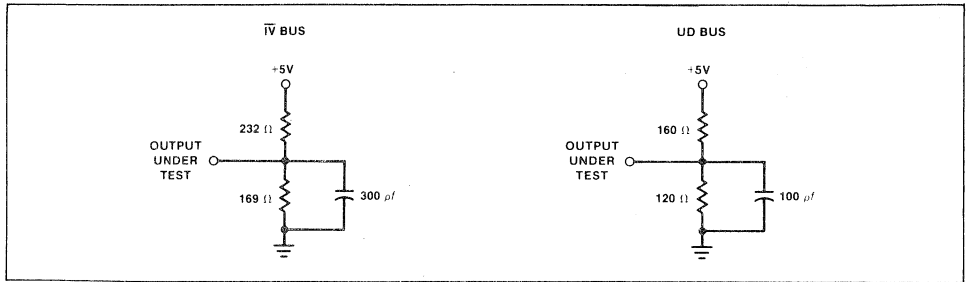 IV BUS
+5V
232 Ω
OUTPUT
UNDER
TEST
169 Ω
300 pf
UD BUS
+5V
160 Ω
OUTPUT
UNDER
TEST
120 Ω
100 pf